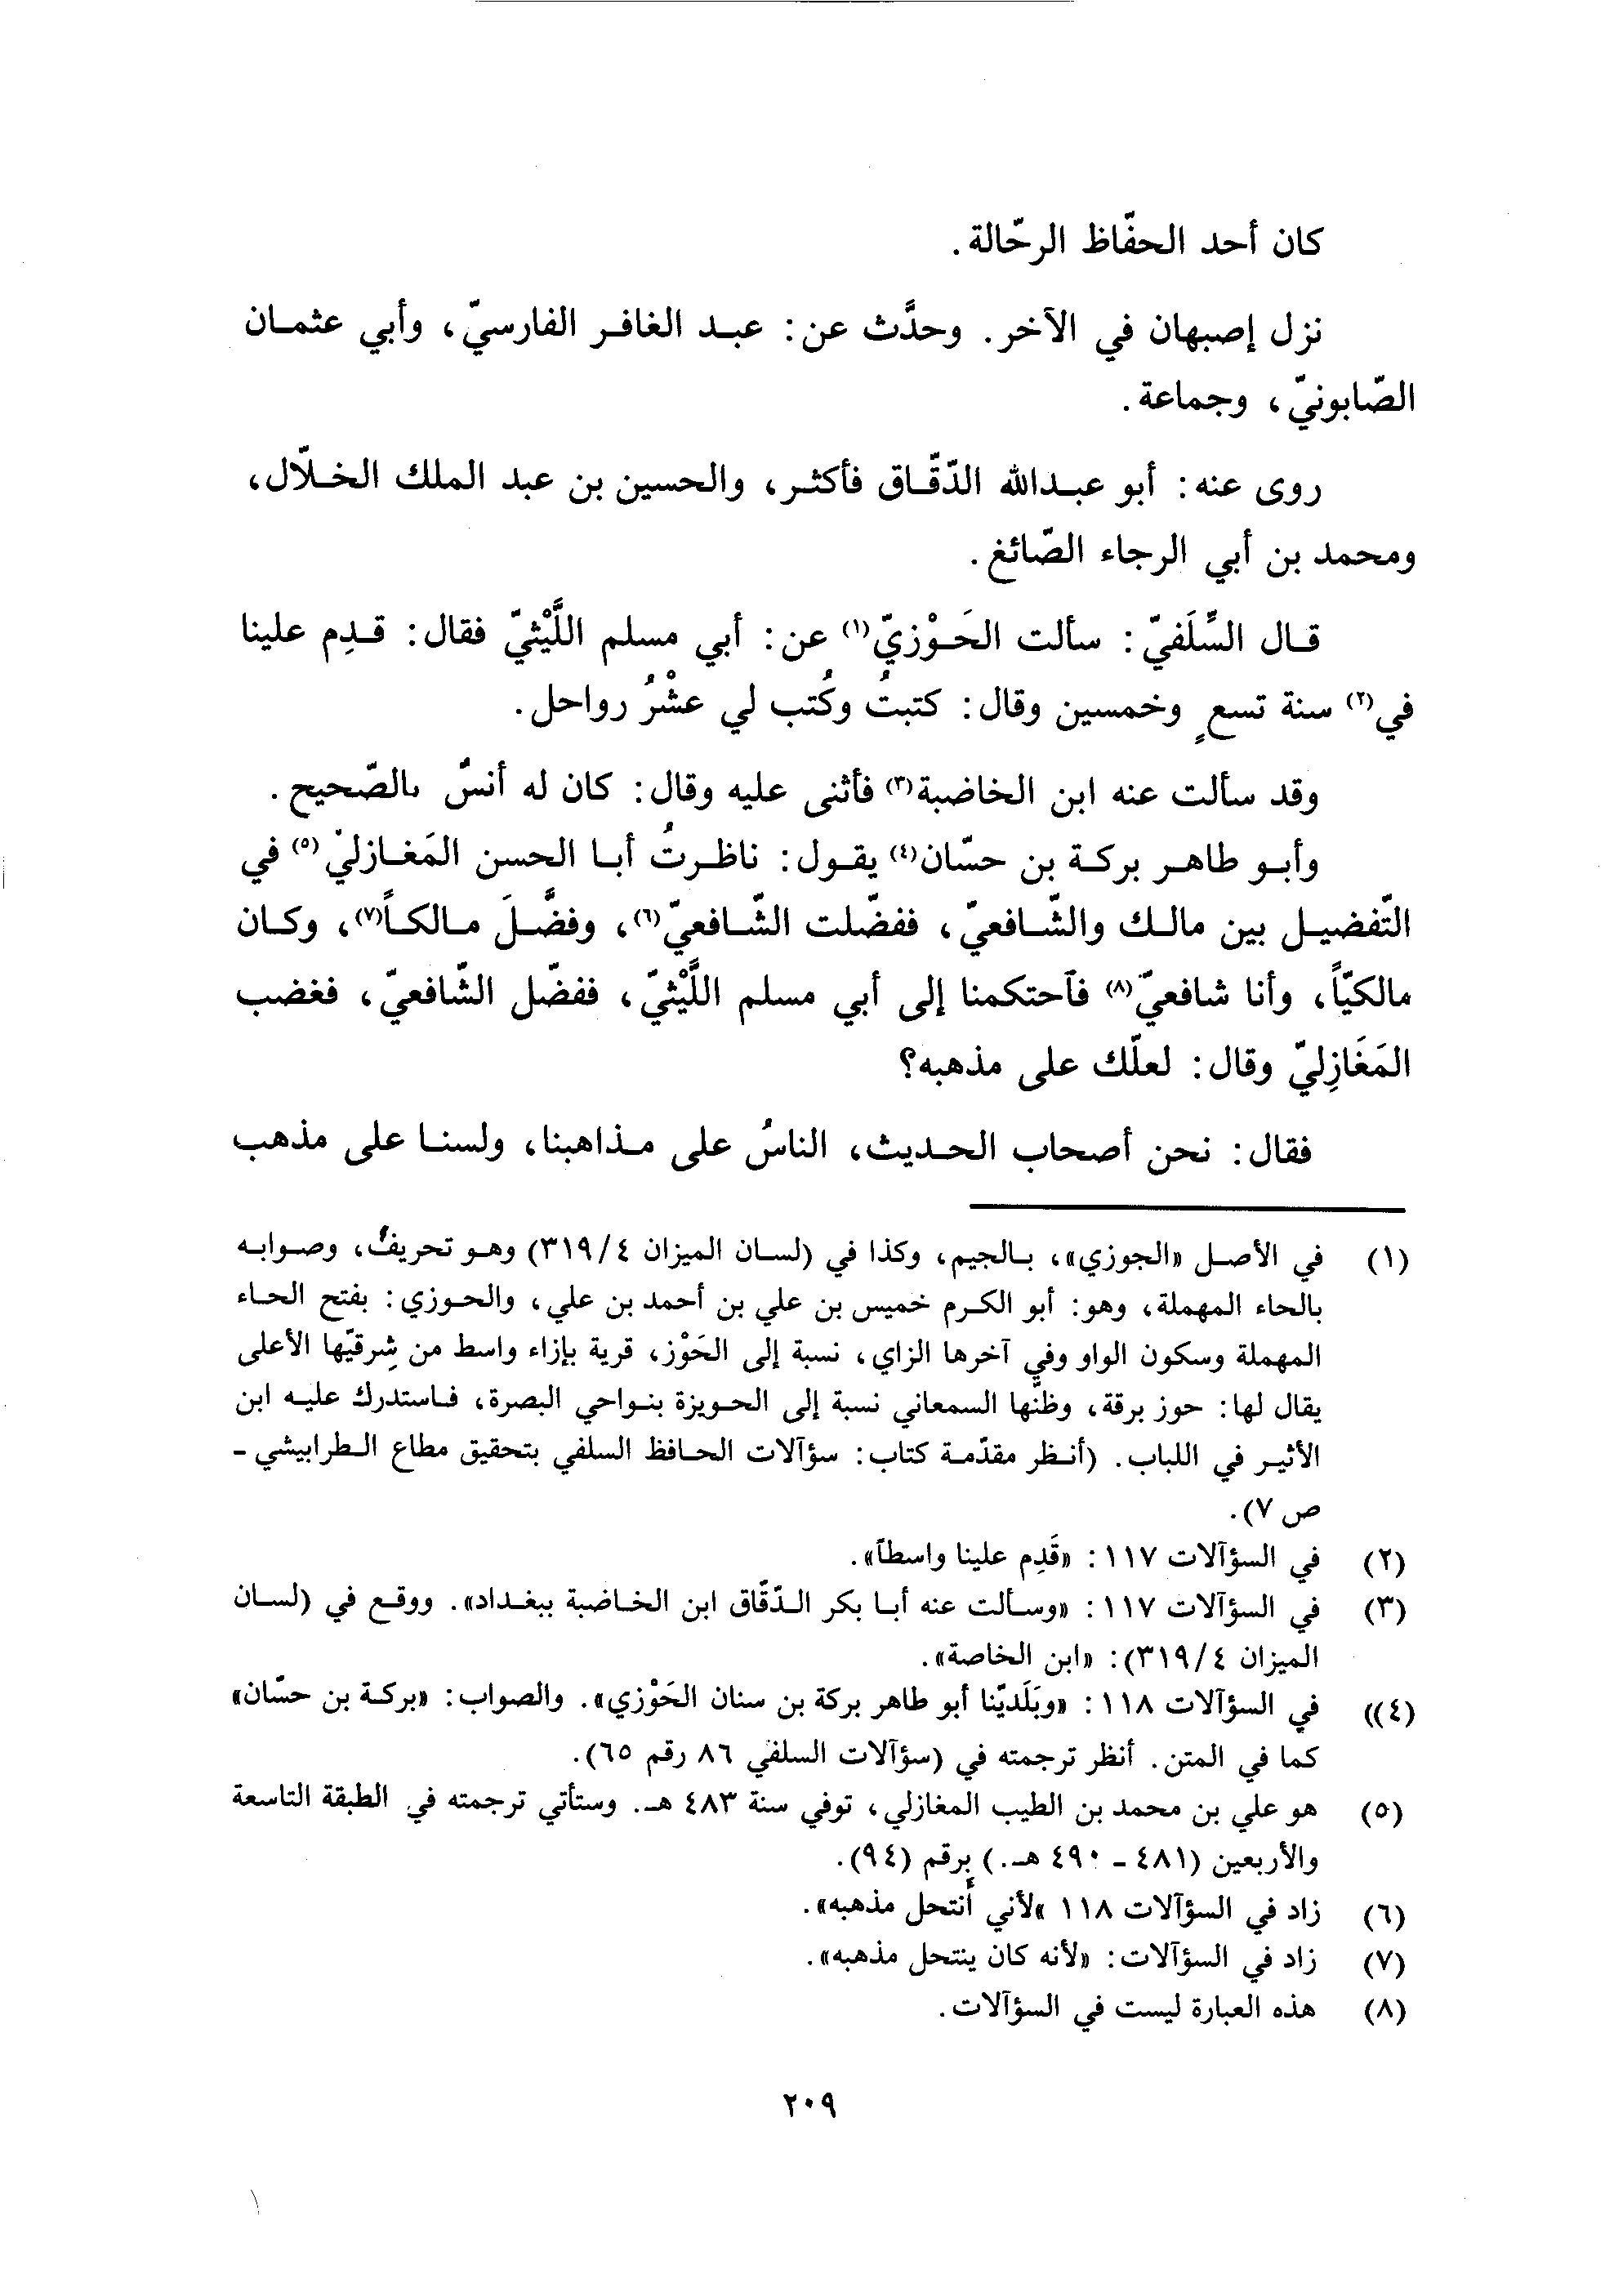 كان أحد الحفّاظ الرحّالة.
نزل إصبهان في الآخر. وحدَّث عن: عبد الغافر الفارسيّ، وأبي عثمان
الصّابونيّ، وجماعة.
روى عنه: أبو عبدالله الدّقّاق فأكثر، والحسين بن عبد الملك الخلّال،
ومحمد بن أبي الرجاء الصّائغ.
قال السِّلَفيّ: سألت الحَوْزيّ(١) عن: أبي مسلم اللَّيْثيّ فقال: قدِم علينا
في(٢) سنة تسعٍ وخمسين وقال: كتبتُ وكُتب لي عشْرُ رواحل.
وقد سألت عنه ابن الخاضبة(٣) فأثنى عليه وقال: كان له أنسٌ بالصّحيح.
وأبو طاهر بركة بن حسّان(٤) يقول: ناظرتُ أبا الحسن المَغازليّ(٥) في
التّفضيل بين مالك والشّافعيّ، ففضّلت الشّافعيّ(٦)، وفضَّلَ مالكاً(٧)، وكان
مالكيّاً، وأنا شافعيّ(٨) فآحتكمنا إلى أبي مسلم اللَّيْثيّ، ففضّل الشّافعيّ، فغضب
المَغَازِليّ وقال: لعلّك على مذهبه؟
فقال: نحن أصحاب الحديث، الناسُ على مذاهبنا، ولسنا على مذهب
(١) في الأصل «الجوزي»، بالجيم، وكذا في (لسان الميزان ٣١٩/٤) وهو تحريفٌ، وصوابه
بالحاء المهملة، وهو: أبو الكرم خميس بن علي بن أحمد بن علي، والحوزي: بفتح الحاء
المهملة وسكون الواو وفي آخرها الزاي، نسبة إلى الحَوْز، قرية بإزاء واسط من شِرقيّها الأعلى
يقال لها: حوز برقة، وظنّها السمعاني نسبة إلى الحويزة بنواحي البصرة، فاستدرك عليه ابن
الأثير في اللباب. (أنظر مقدّمة كتاب: سؤآلات الحافظ السلفي بتحقيق مطاع الطرابيشي -
ص ٧).
(٢) في السؤآلات ١١٧: «قَدِم علينا واسطاً».
(٣) في السؤآلات ١١٧: «وسألت عنه أبا بكر الدّقّاق ابن الخاضبة ببغداد». ووقع في (لسان
الميزان ٣١٩/٤): «ابن الخاصة».
(٤)) في السؤآلات ١١٨: «وبَلَديّنا أبو طاهر بركة بن سنان الحَوْزي». والصواب: «بركة بن حسّان»
كما في المتن. أنظر ترجمته في (سؤآلات السلفي ٨٦ رقم ٦٥).
(٥) هو علي بن محمد بن الطيب المغازلي، توفي سنة ٤٨٣ هـ. وستأتي ترجمته في الطبقة التاسعة
والأربعين (٤٨١ - ٤٩٠ هـ.) برقم (٩٤).
(٦) زاد في السؤآلات ١١٨ »لأني أنتحل مذهبه».
(٧) زاد في السؤآلات: «لأنه كان ينتحل مذهبه».
(٨) هذه العبارة ليست في السؤآلات.
٢٠٩